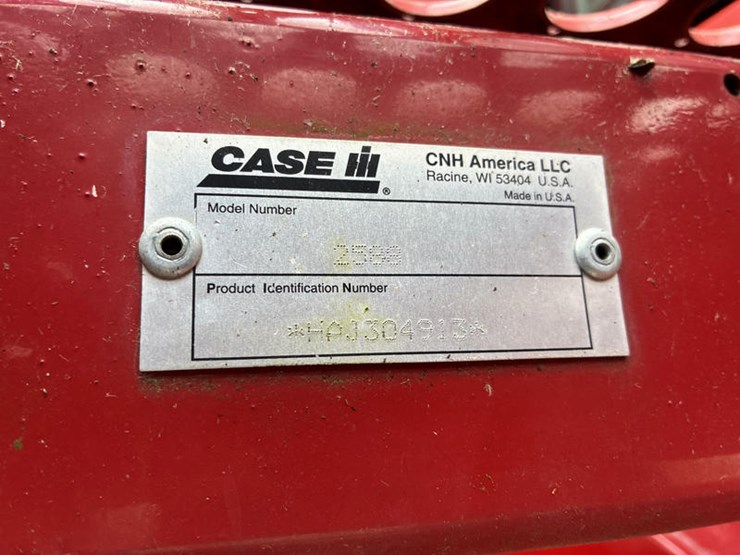 CASE IH®
CNH America LLC
Racine, WI 53404 U.S.A.
Made in U.S.A.
Model Number
2588
Product Identification Number
*HAJ304913*